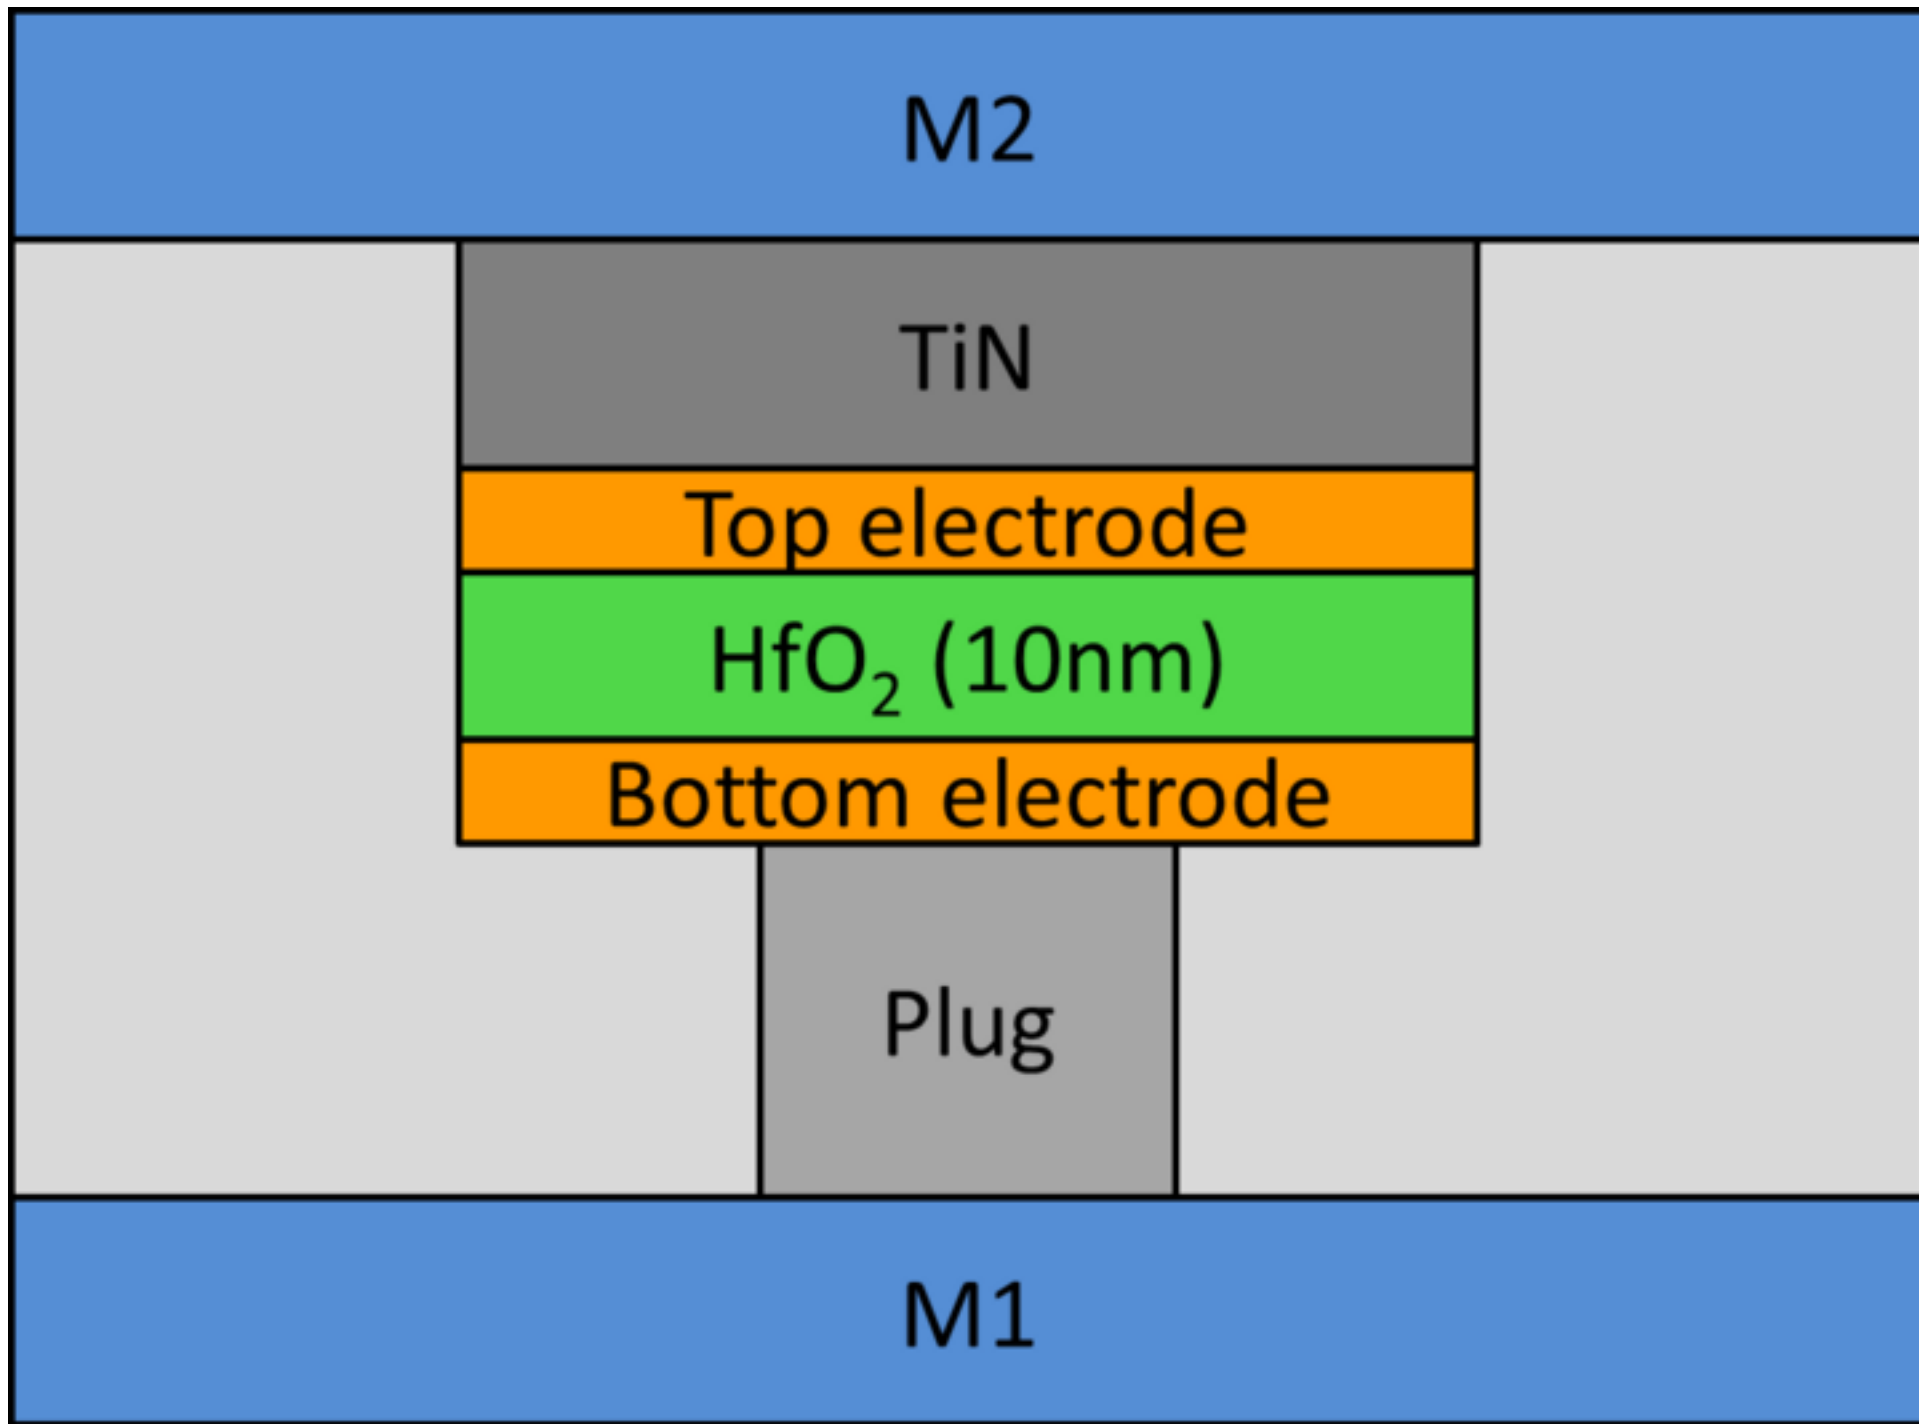 M2
TiN
Top electrode
HfO₂ (10nm)
Bottom electrode
Plug
M1